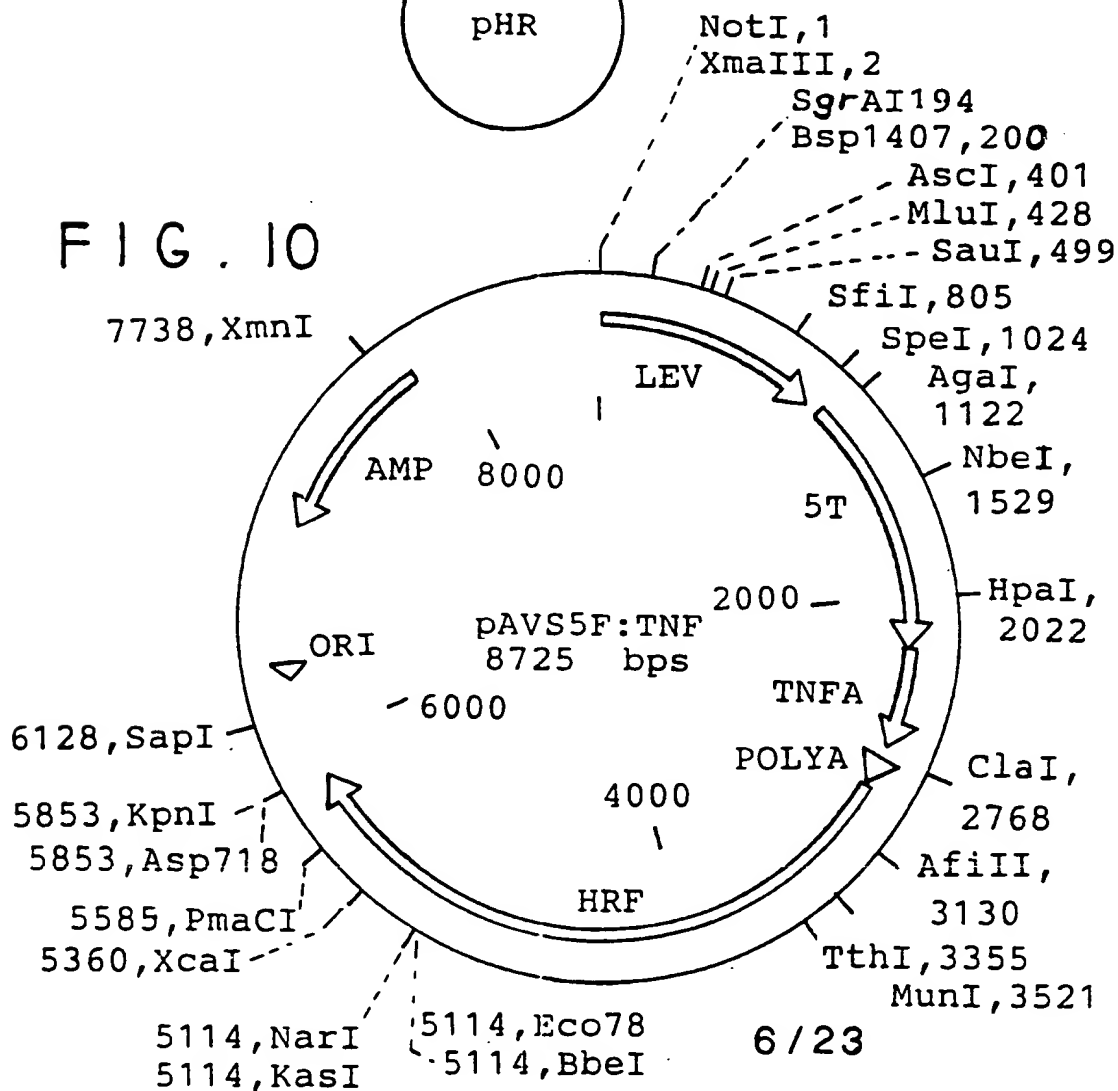 pHR
NotI,1
XmaIII,2
SgrAI194
Bsp1407,200
AscI,401
MluI,428
SauI,499
FIG. 10
SfiI,805
7738,XmnI
SpeI,1024
LEV
AgaI,
1122
AMP
8000
NbeI,
1529
5T
HpaI,
2022
2000
pAVS5F:TNF
8725 bps
ORI
6000
TNFA
6128,SapI
POLYA
ClaI,
2768
4000
5853,KpnI
5853,Asp718
AfiII,
3130
HRF
5585,PmaCI
5360,XcaI
TthI,3355
MunI,3521
5114,NarI
5114,KasI
5114,Eco78
5114,BbeI
6/23